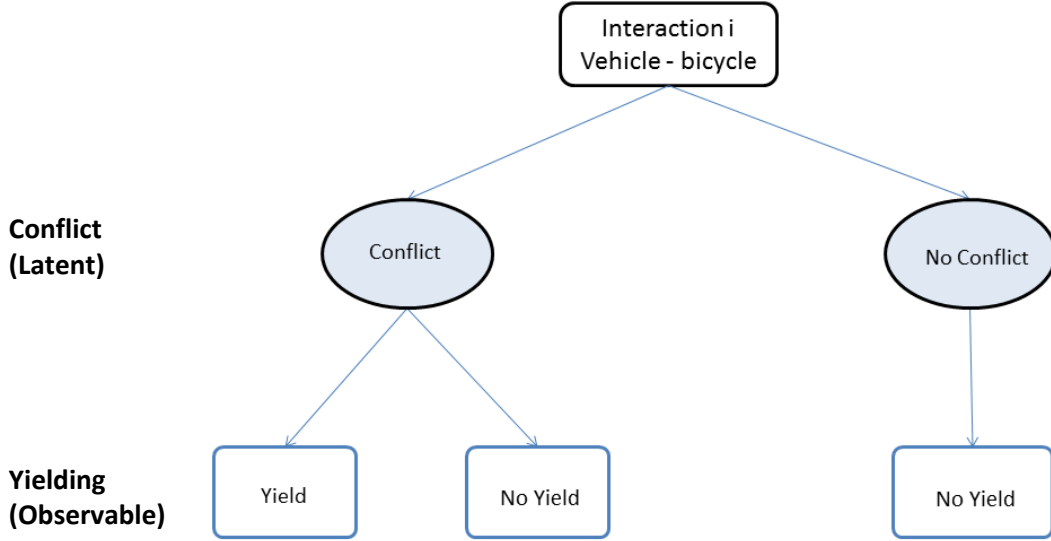 Interaction i
Vehicle - bicycle
Conflict
(Latent)
Conflict
No Conflict
Yielding
(Observable)
Yield
No Yield
No Yield